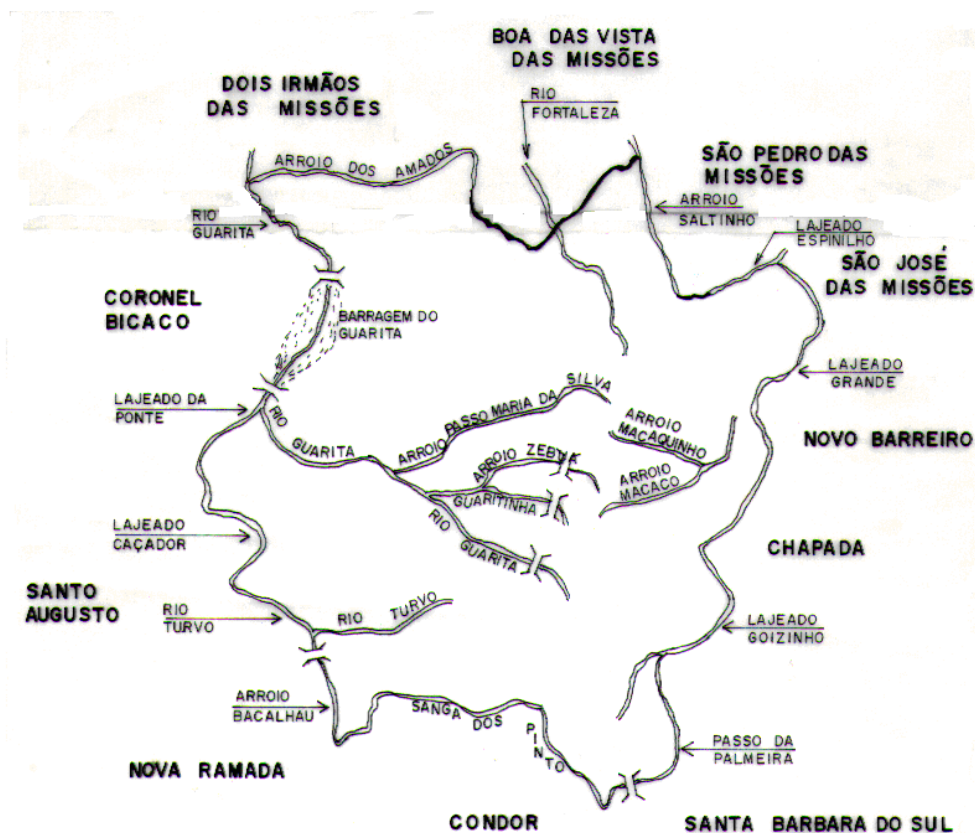 BOA DAS VISTA
DAS MISSÕES
DOIS IRMÃOS
DAS MISSÕES
RIO
FORTALEZA
ARROIO DOS AMADOS
SÃO PEDRO DAS
MISSÕES
ARROIO
SALTINHO
RIO
GUARITA
LAJEADO
ESPINILHO
SÃO JOSÉ
DAS MISSÕES
CORONEL
BICACO
BARRAGEM DO
GUARITA
LAJEADO
GRANDE
LAJEADO DA
PONTE
RIO
GUARITA
ARROIO PASSO MARIA DA SILVA
ARROIO
MACAQUINHO
NOVO BARREIRO
ARROIO ZEBUA
ARROIO
MACACO
GUARITINHA
RIO
GUARITA
LAJEADO
CAÇADOR
CHAPADA
SANTO
AUGUSTO
RIO
TURVO
RIO TURVO
LAJEADO
GOIZINHO
ARROIO
BACALHAU
SANGA DOS
PINTO
PASSO DA
PALMEIRA
NOVA RAMADA
CONDOR
SANTA BARBARA DO SUL